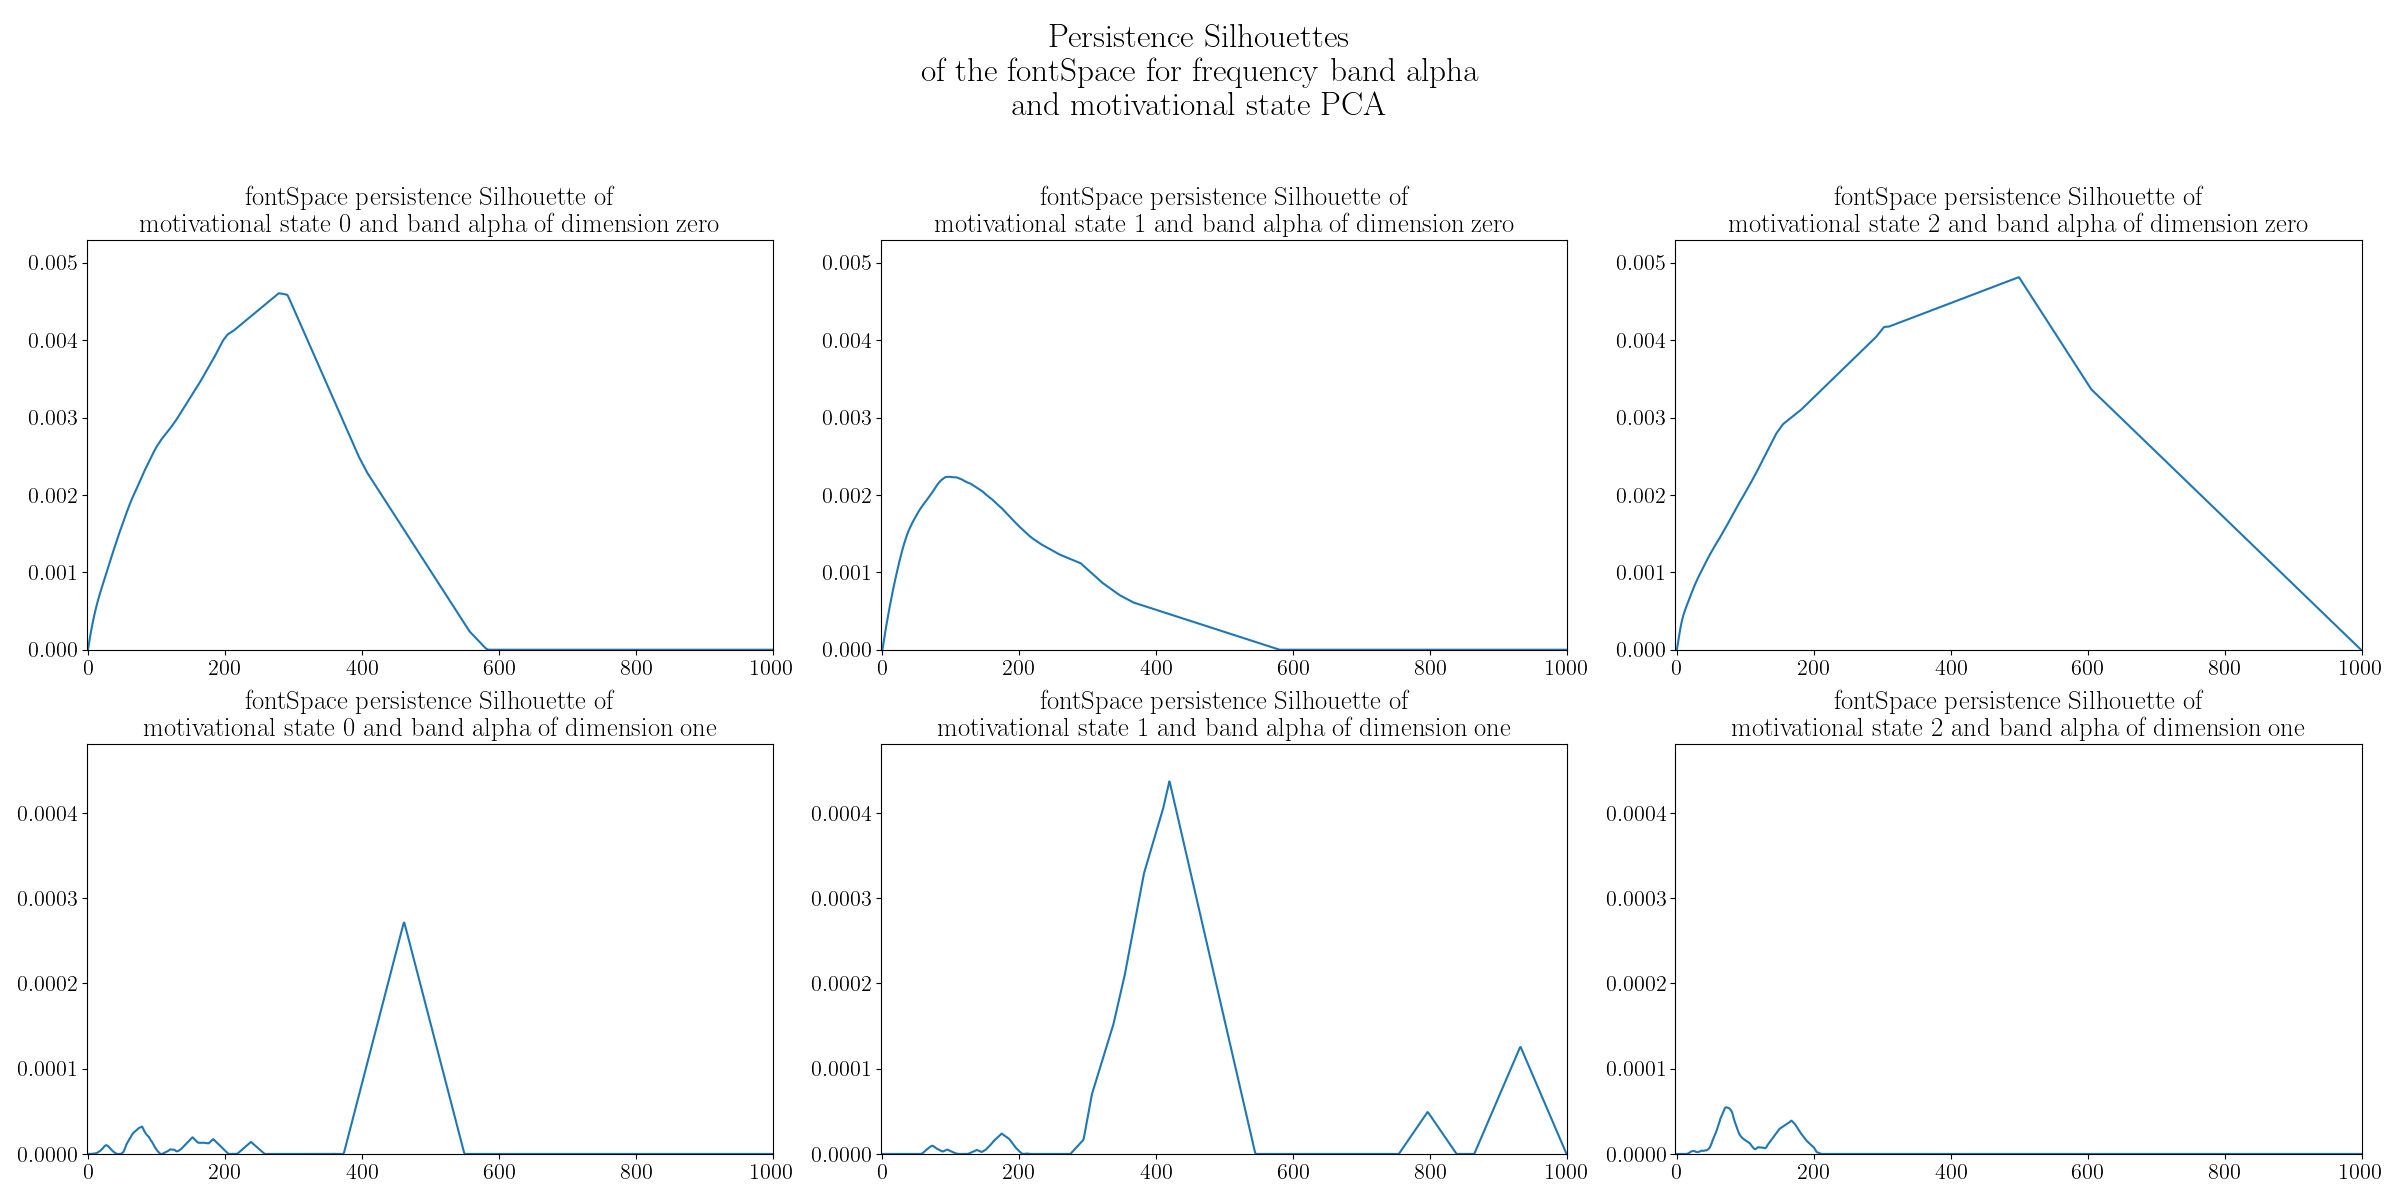 Persistence Silhouettes
of the fontSpace for frequency band alpha
and motivational state PCA
fontSpace persistence Silhouette of
motivational state 0 and band alpha of dimension zero
0.005
0.004
0.003
0.002
0.001
0.000
0 200 400 600 800 1000
fontSpace persistence Silhouette of
motivational state 1 and band alpha of dimension zero
0.005
0.004
0.003
0.002
0.001
0.000
0 200 400 600 800 1000
fontSpace persistence Silhouette of
motivational state 2 and band alpha of dimension zero
0.005
0.004
0.003
0.002
0.001
0.000
0 200 400 600 800 1000
fontSpace persistence Silhouette of
motivational state 0 and band alpha of dimension one
0.0004
0.0003
0.0002
0.0001
0.0000
0 200 400 600 800 1000
fontSpace persistence Silhouette of
motivational state 1 and band alpha of dimension one
0.0004
0.0003
0.0002
0.0001
0.0000
0 200 400 600 800 1000
fontSpace persistence Silhouette of
motivational state 2 and band alpha of dimension one
0.0004
0.0003
0.0002
0.0001
0.0000
0 200 400 600 800 1000